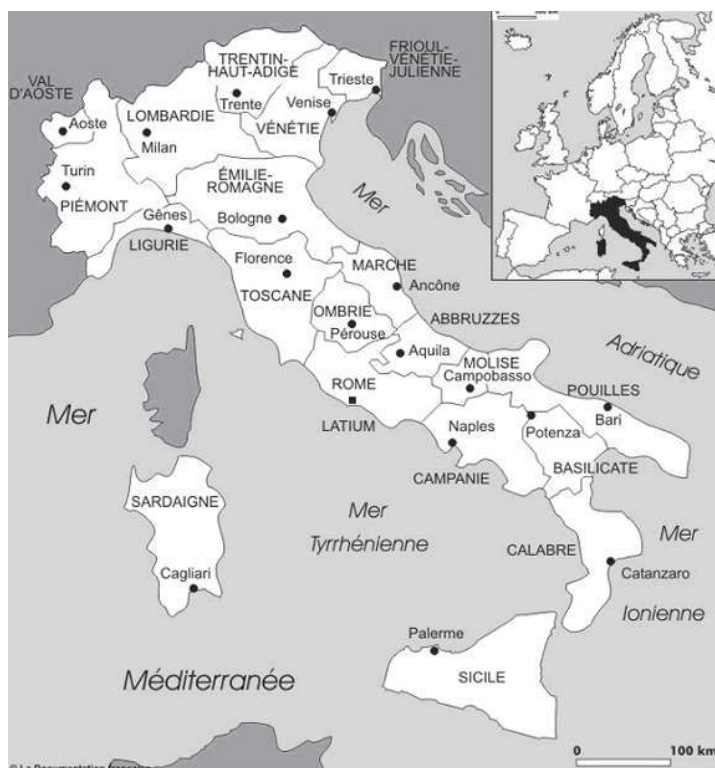 FRIOUL-
VÉNÉTIE-
JULIENNE
TRENTIN-
HAUT-ADIGE
VAL
D'AOSTE
Trieste
Trente
LOMBARDIE
Venise
Aoste
VÉNÉTIE
Milan
Turin
ÉMILIE-
ROMAGNE
PIÉMONT
Mer
Gênes
Bologne
LIGURIE
Florence
MARCHE
TOSCANE
Ancône
OMBRIE
ABBRUZZES
Pérouse
Adriatique
Aquila
MOLISE
Campobasso
ROME
POUILLES
Mer
LATIUM
Naples
Potenza
Bari
BASILICATE
CAMPANIE
SARDAIGNE
Mer
Tyrrhénienne
Mer
CALABRE
Cagliari
Catanzaro
Ionienne
Palerme
SICILE
Méditerranée
0 100 km
© La Documentation française